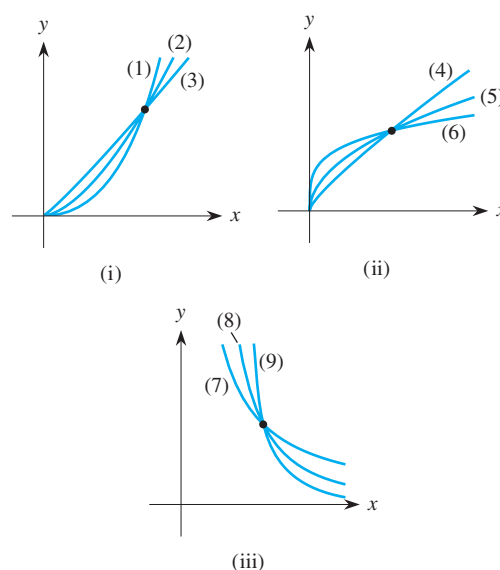 y
y
(2)
(1)
(3)
(4)
(5)
(6)
x
x
(i)
(ii)
y
(8)
(9)
(7)
x
(iii)